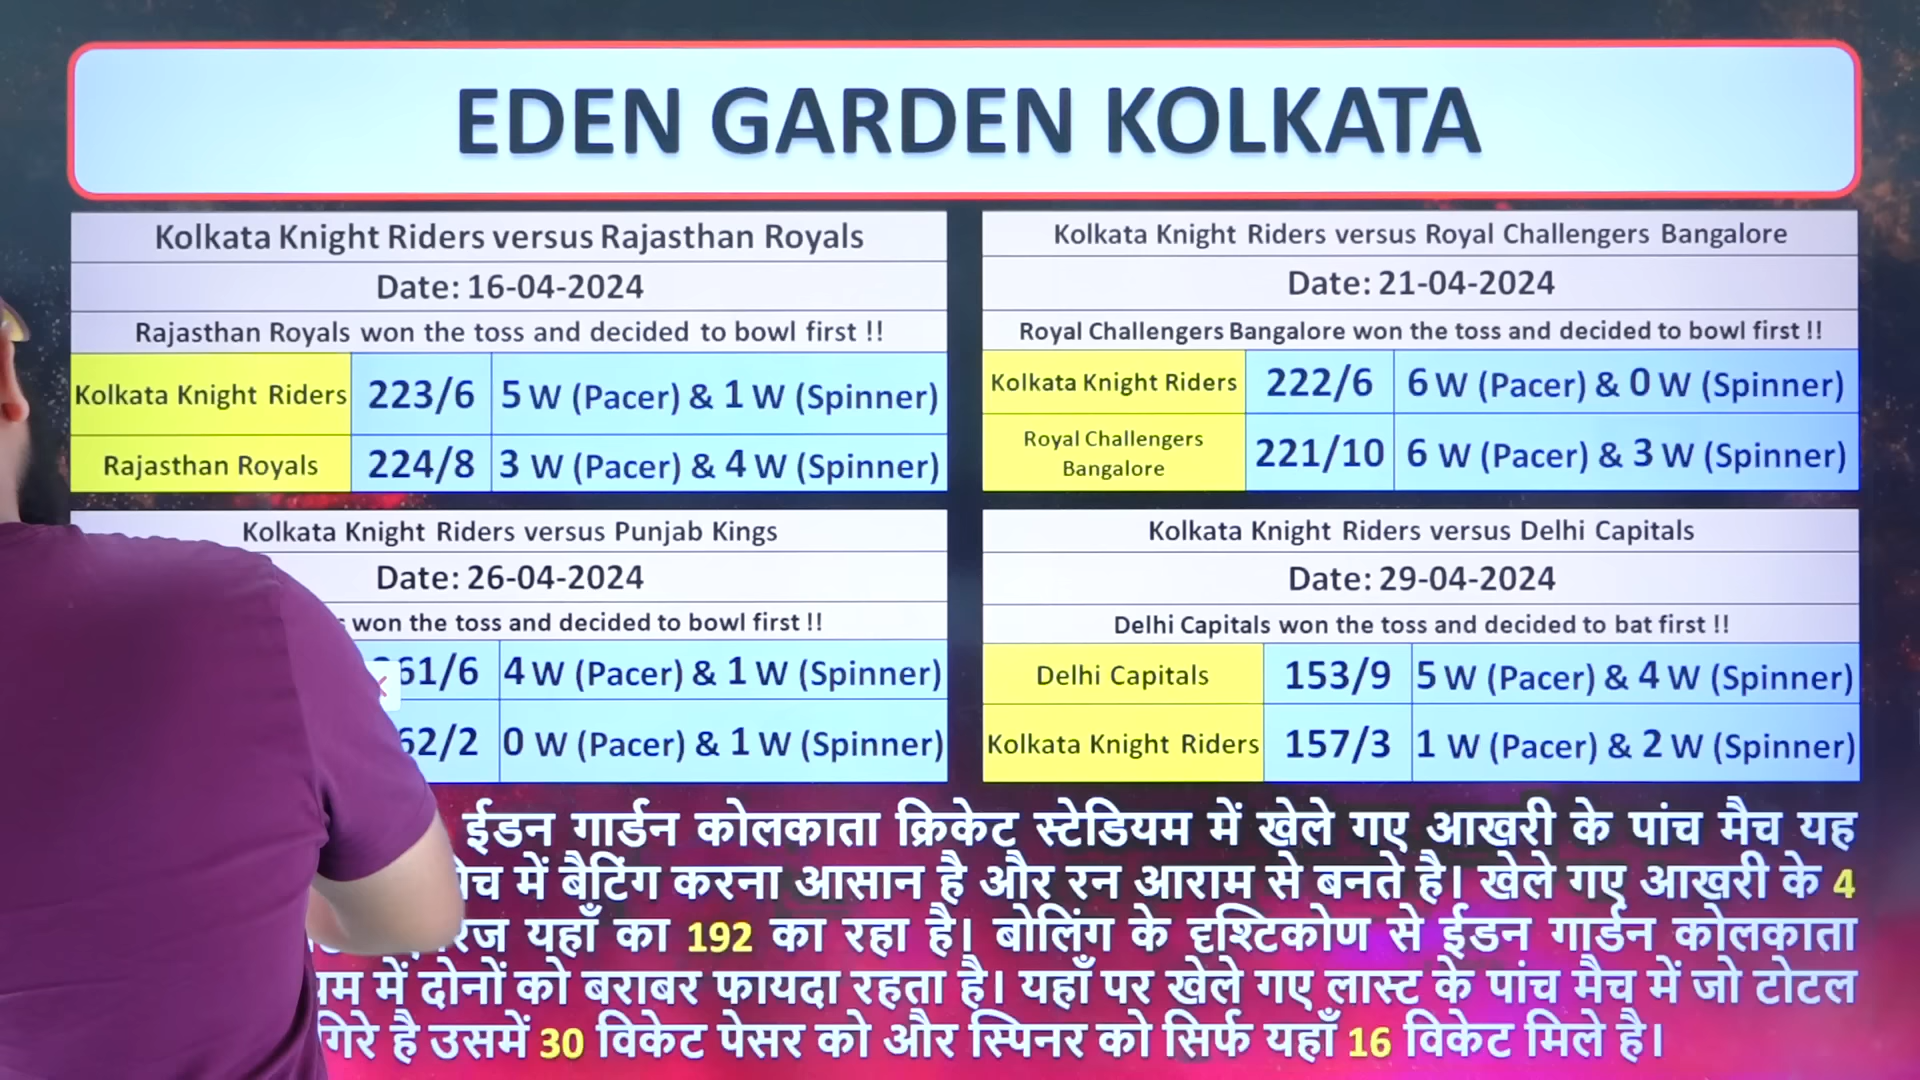 EDEN GARDEN KOLKATA
Kolkata Knight Riders versus Rajasthan Royals
Date: 16-04-2024
Rajasthan Royals won the toss and decided to bowl first !!
Kolkata Knight Riders 223/6 5 W (Pacer) & 1 W (Spinner)
Rajasthan Royals 224/8 3 W (Pacer) & 4 W (Spinner)
Kolkata Knight Riders versus Royal Challengers Bangalore
Date: 21-04-2024
Royal Challengers Bangalore won the toss and decided to bowl first !!
Kolkata Knight Riders 222/6 6 W (Pacer) & 0 W (Spinner)
Royal Challengers Bangalore 221/10 6 W (Pacer) & 3 W (Spinner)
Kolkata Knight Riders versus Punjab Kings
Date: 26-04-2024
won the toss and decided to bowl first !!
61/6 4 W (Pacer) & 1 W (Spinner)
62/2 0 W (Pacer) & 1 W (Spinner)
Kolkata Knight Riders versus Delhi Capitals
Date: 29-04-2024
Delhi Capitals won the toss and decided to bat first !!
Delhi Capitals 153/9 5 W (Pacer) & 4 W (Spinner)
Kolkata Knight Riders 157/3 1 W (Pacer) & 2 W (Spinner)
ईडन गार्डन कोलकाता क्रिकेट स्टेडियम में खेले गए आखरी के पांच मैच यह
में बैटिंग करना आसान है और रन आराम से बनते है। खेले गए आखरी के 4
यहाँ का 192 का रहा है। बोलिंग के दृश्टिकोण से ईडन गार्डन कोलकाता
में दोनों को बराबर फायदा रहता है। यहाँ पर खेले गए लास्ट के पांच मैच में जो टोटल
गिरे है उसमें 30 विकेट पेसर को और स्पिनर को सिर्फ यहाँ 16 विकेट मिले है।